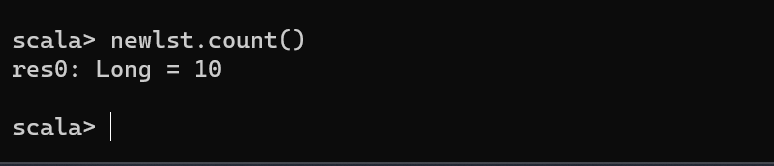 scala> newlst.count()
res0: Long = 10
scala>